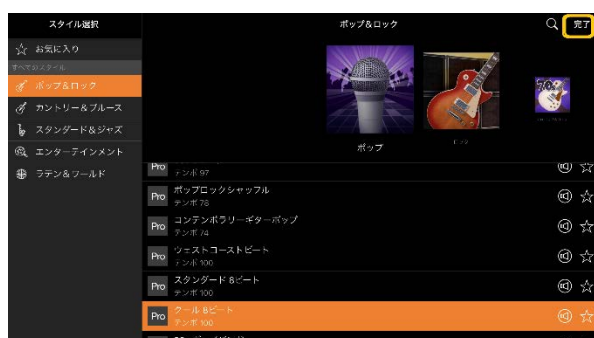 スタイル選択
ポップ&ロック
完了
お気に入り
すべてのスタイル
ポップ&ロック
カントリー&ブルース
スタンダード&ジャズ
エンターテインメント
ラテン&ワールド
70's
ポップ
ロック
Pro
テンポ 97
Pro
ポップロックシャッフル
テンポ 78
Pro
コンテンポラリーギターポップ
テンポ 74
Pro
ウェストコーストビート
テンポ 100
Pro
スタンダード 8ビート
テンポ 100
Pro
クール 8ビート
テンポ 100